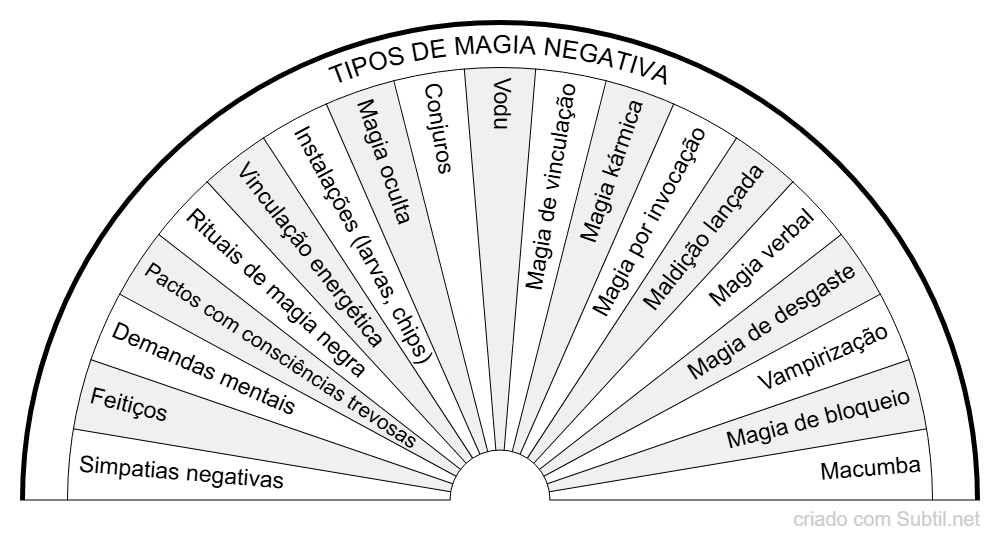 TIPOS DE MAGIA NEGATIVA
Simpatias negativas
Feitiços
Demandas mentais
Pactos com consciências trevosas
Rituais de magia negra
Vinculação energética
Instalações (larvas, chips)
Magia oculta
Conjuros
Vodu
Magia de vinculação
Magia kármica
Magia por invocação
Maldição lançada
Magia verbal
Magia de desgaste
Vampirização
Magia de bloqueio
Macumba
criado com Subtil.net